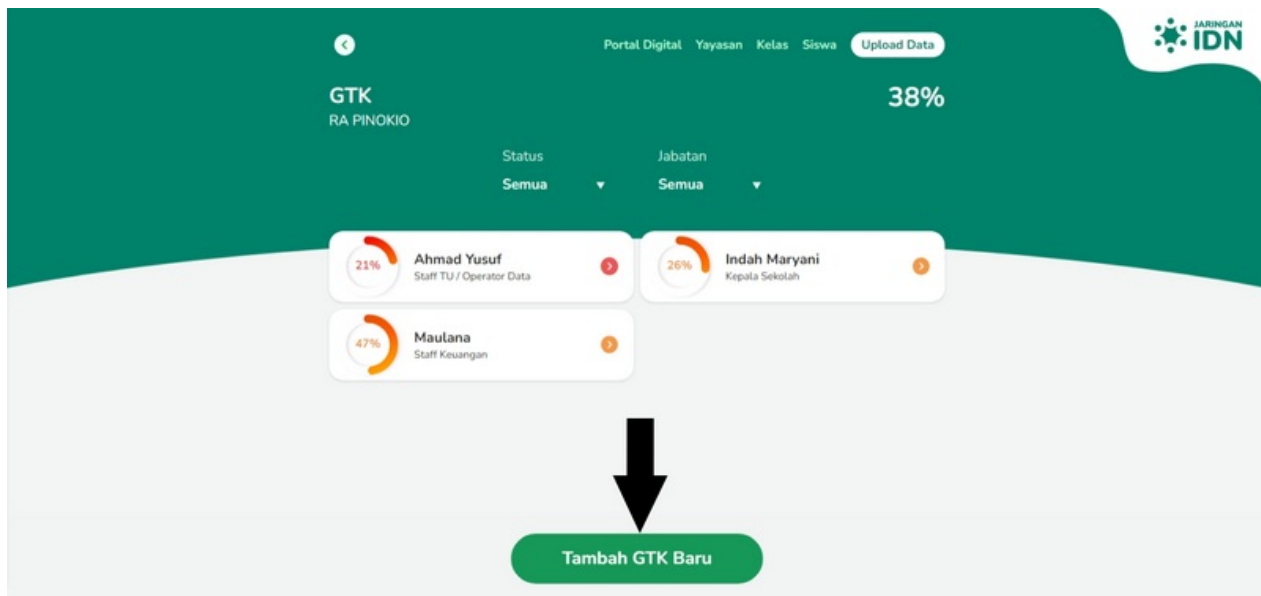 Portal Digital Yayasan Kelas Siswa Upload Data
JARINGAN
IDN
GTK
38%
RA PINOKIO
Status
Jabatan
Semua
Semua
21%
Ahmad Yusuf
Staff TU / Operator Data
26%
Indah Maryani
Kepala Sekolah
47%
Maulana
Staff Keuangan
Tambah GTK Baru